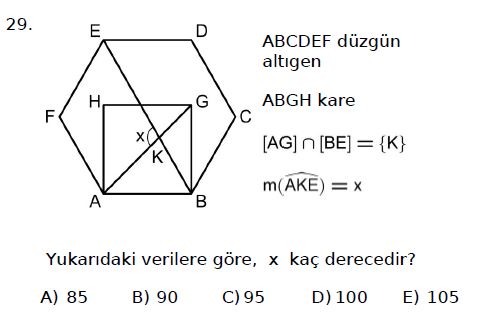 29.
E D
H G
F C
x
K
A B
ABCDEF düzgün
altıgen
ABGH kare
[AG] ∩ [BE] = {K}
m(AKE) = x
Yukarıdaki verilere göre, x kaç derecedir?
A) 85 B) 90 C) 95 D) 100 E) 105